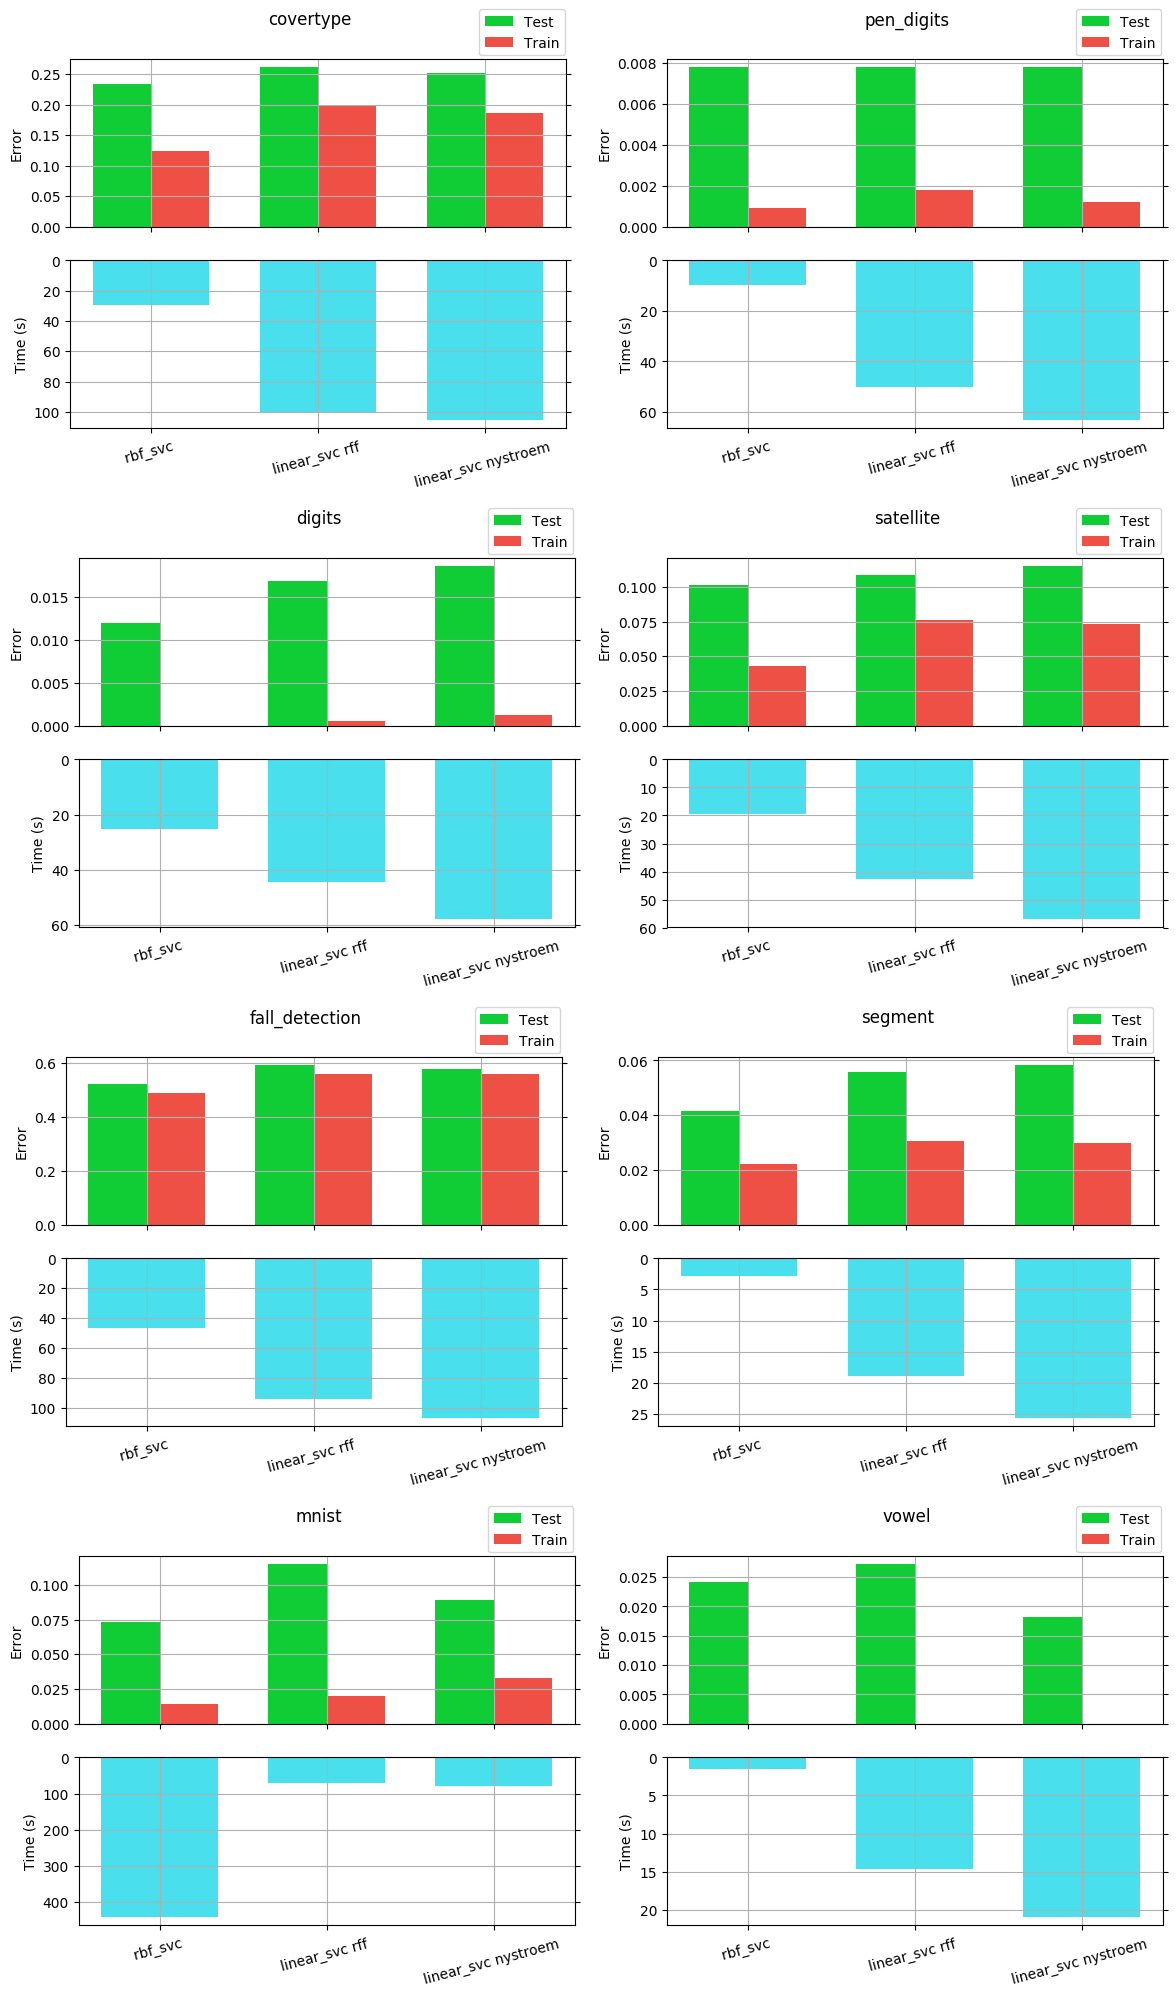 covertype
Test
Train
Error
0.25
0.20
0.15
0.10
0.05
0.00
Time (s)
0
20
40
60
80
100
rbf_svc
linear_svc rff
linear_svc nystroem
pen_digits
Test
Train
Error
0.008
0.006
0.004
0.002
0.000
Time (s)
0
20
40
60
rbf_svc
linear_svc rff
linear_svc nystroem
digits
Test
Train
Error
0.015
0.010
0.005
0.000
Time (s)
0
20
40
60
rbf_svc
linear_svc rff
linear_svc nystroem
satellite
Test
Train
Error
0.100
0.075
0.050
0.025
0.000
Time (s)
0
10
20
30
40
50
60
rbf_svc
linear_svc rff
linear_svc nystroem
fall_detection
Test
Train
Error
0.6
0.4
0.2
0.0
Time (s)
0
20
40
60
80
100
rbf_svc
linear_svc rff
linear_svc nystroem
segment
Test
Train
Error
0.06
0.04
0.02
0.00
Time (s)
0
5
10
15
20
25
rbf_svc
linear_svc rff
linear_svc nystroem
mnist
Test
Train
Error
0.100
0.075
0.050
0.025
0.000
Time (s)
0
100
200
300
400
rbf_svc
linear_svc rff
linear_svc nystroem
vowel
Test
Train
Error
0.025
0.020
0.015
0.010
0.005
0.000
Time (s)
0
5
10
15
20
rbf_svc
linear_svc rff
linear_svc nystroem